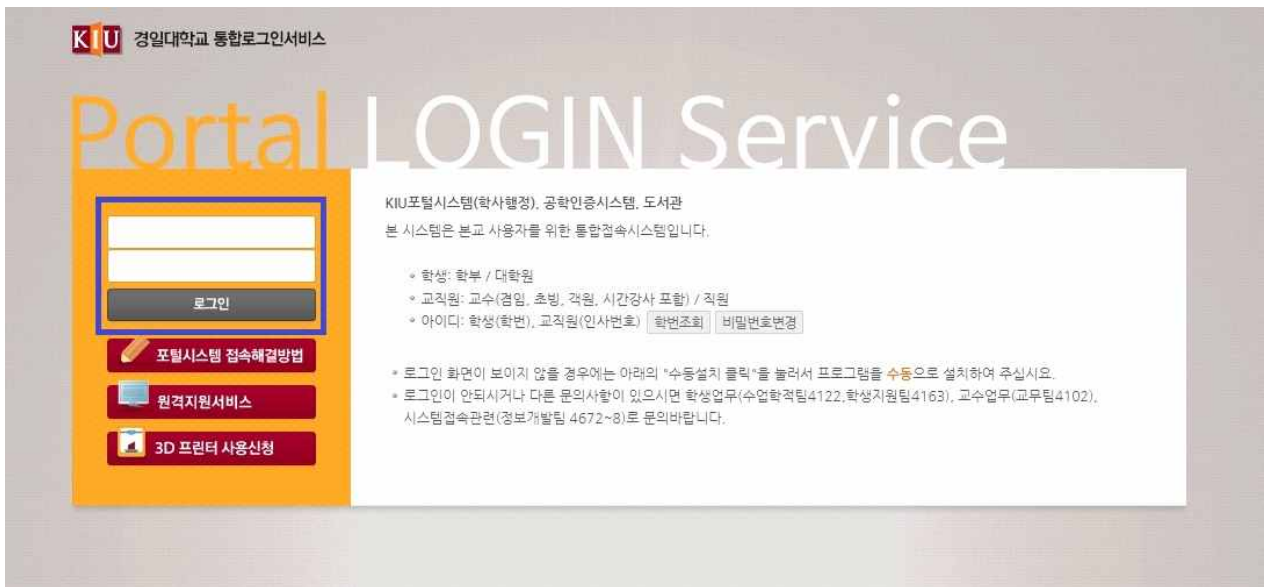 KIU 경일대학교 통합로그인서비스
Portal LOGIN Service
로그인
포털시스템 접속해결방법
원격지원서비스
3D 프린터 사용신청
KIU포털시스템(학사행정), 공학인증시스템, 도서관
본 시스템은 본교 사용자를 위한 통합접속시스템입니다.
학생: 학부 / 대학원
교직원: 교수(겸임, 초빙, 객원, 시간강사 포함) / 직원
아이디: 학생(학번), 교직원(인사번호) 학번조회 비밀번호변경
로그인 화면이 보이지 않을 경우에는 아래의 "수동설치 클릭"을 눌러서 프로그램을 수동으로 설치하여 주십시요.
로그인이 안되시거나 다른 문의사항이 있으시면 학생업무(수업학적팀4122,학생지원팀4163), 교수업무(교무팀4102),
시스템접속관련(정보개발팀 4672~8)로 문의바랍니다.